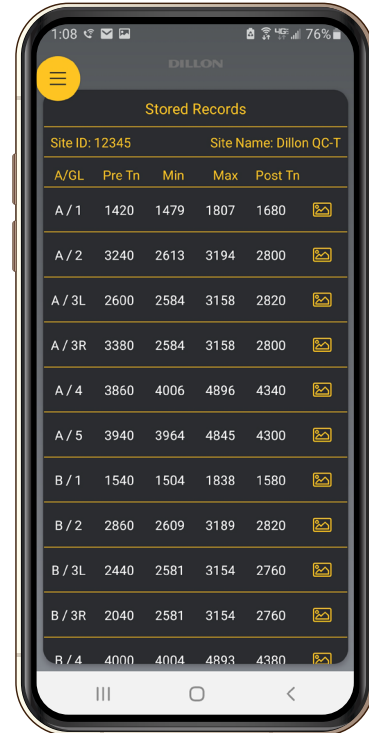 1:08 4G 76%
DILLON
Stored Records
Site ID: 12345 Site Name: Dillon QC-T
A/GL Pre Tn Min Max Post Tn
A / 1 1420 1479 1807 1680
A / 2 3240 2613 3194 2800
A / 3L 2600 2584 3158 2820
A / 3R 3380 2584 3158 2800
A / 4 3860 4006 4896 4340
A / 5 3940 3964 4845 4300
B / 1 1540 1504 1838 1580
B / 2 2860 2609 3189 2820
B / 3L 2440 2581 3154 2760
B / 3R 2040 2581 3154 2760
B / 4 4000 4004 4893 4380